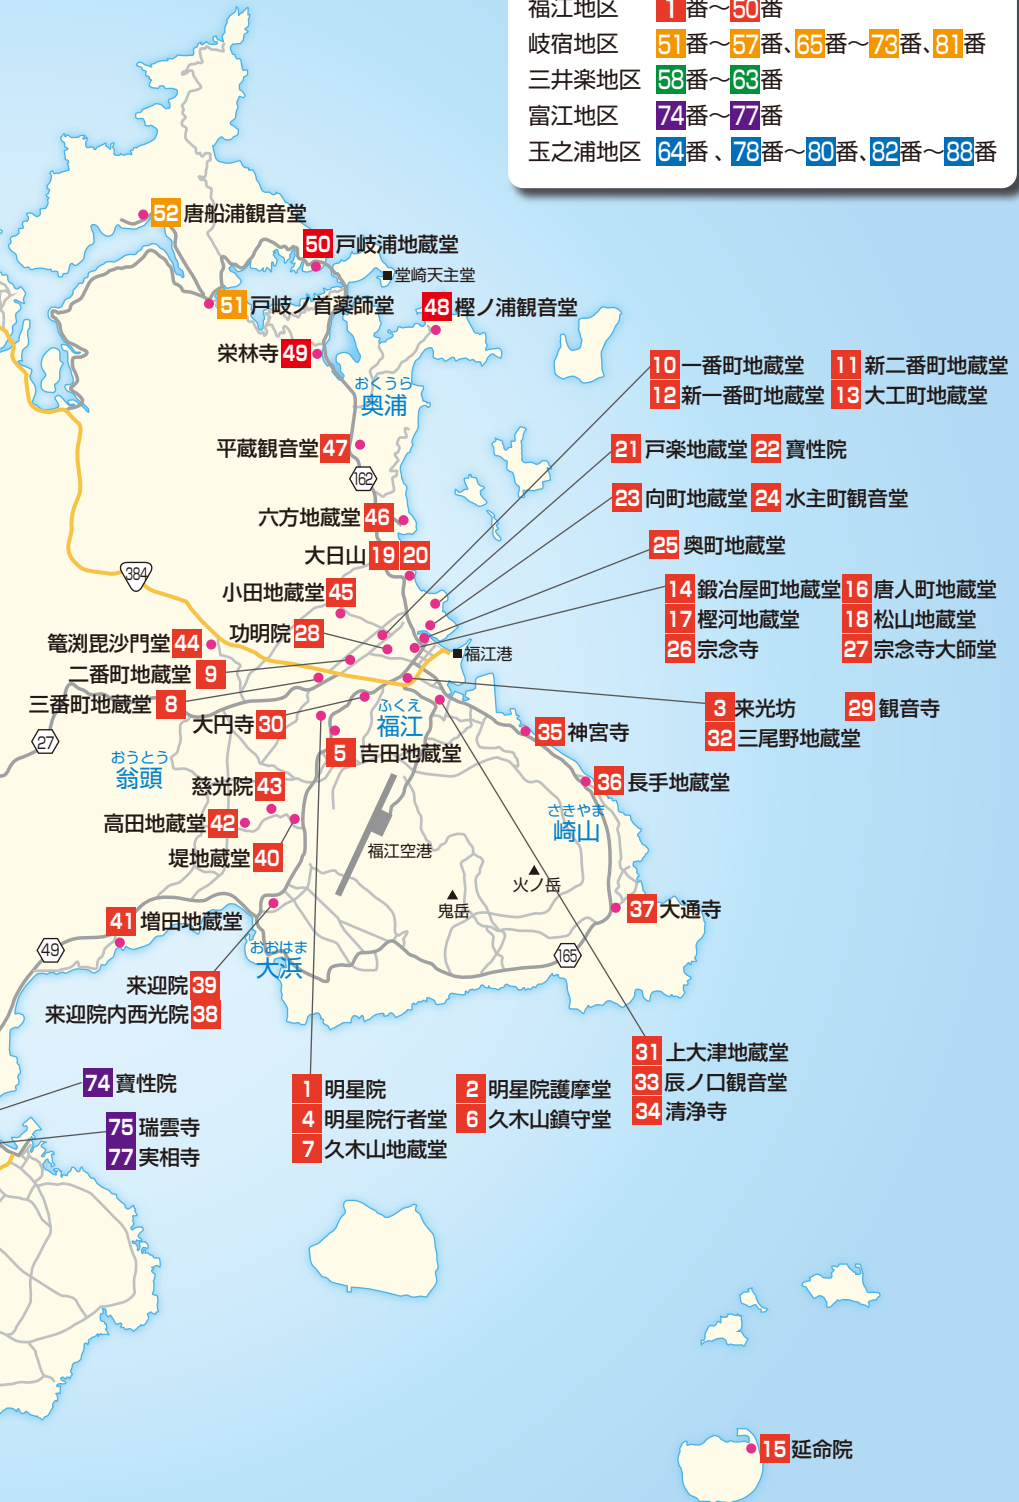 福江地区 1番～50番
岐宿地区 51番～57番、65番～73番、81番
三井楽地区 58番～63番
富江地区 74番～77番
玉之浦地区 64番、78番～80番、82番～88番
52 唐船浦観音堂
50 戸岐浦地蔵堂
堂崎天主堂
51 戸岐ノ首薬師堂
48 樫ノ浦観音堂
栄林寺 49
おくうら
奥浦
10 一番町地蔵堂 11 新二番町地蔵堂
12 新一番町地蔵堂 13 大工町地蔵堂
平蔵観音堂 47
162
21 戸楽地蔵堂 22 寶性院
23 向町地蔵堂 24 水主町観音堂
六方地蔵堂 46
大日山 19 20
25 奥町地蔵堂
384
小田地蔵堂 45
14 鍛冶屋町地蔵堂 16 唐人町地蔵堂
17 樫河地蔵堂 18 松山地蔵堂
26 宗念寺 27 宗念寺大師堂
功明院 28
篭渕毘沙門堂 44
福江港
二番町地蔵堂 9
三番町地蔵堂 8
大円寺 30
ふくえ
福江
3 来光坊 29 観音寺
32 三尾野地蔵堂
27
35 神宮寺
5 吉田地蔵堂
おうとう
翁頭
慈光院 43
36 長手地蔵堂
さきやま
崎山
高田地蔵堂 42
堤地蔵堂 40
福江空港
火ノ岳
鬼岳
37 大通寺
41 増田地蔵堂
49
おおはま
大浜
165
来迎院 39
来迎院内西光院 38
31 上大津地蔵堂
33 辰ノ口観音堂
34 清浄寺
74 寶性院
75 瑞雲寺
77 実相寺
1 明星院 2 明星院護摩堂
4 明星院行者堂 6 久木山鎮守堂
7 久木山地蔵堂
15 延命院